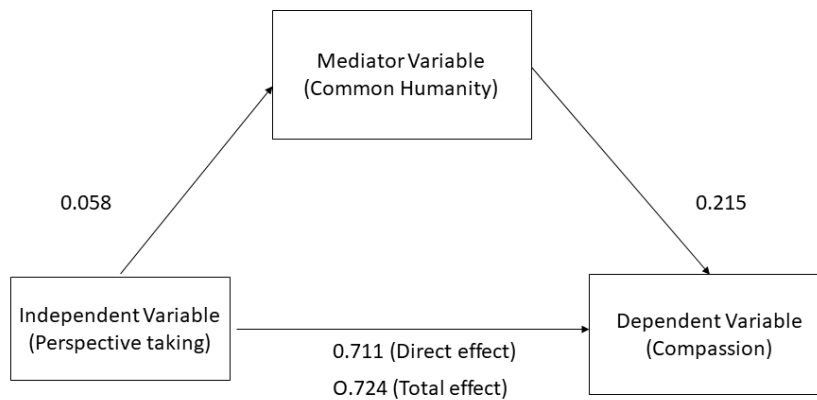 Mediator Variable
(Common Humanity)
0.058
0.215
Independent Variable
(Perspective taking)
0.711 (Direct effect)
O.724 (Total effect)
Dependent Variable
(Compassion)